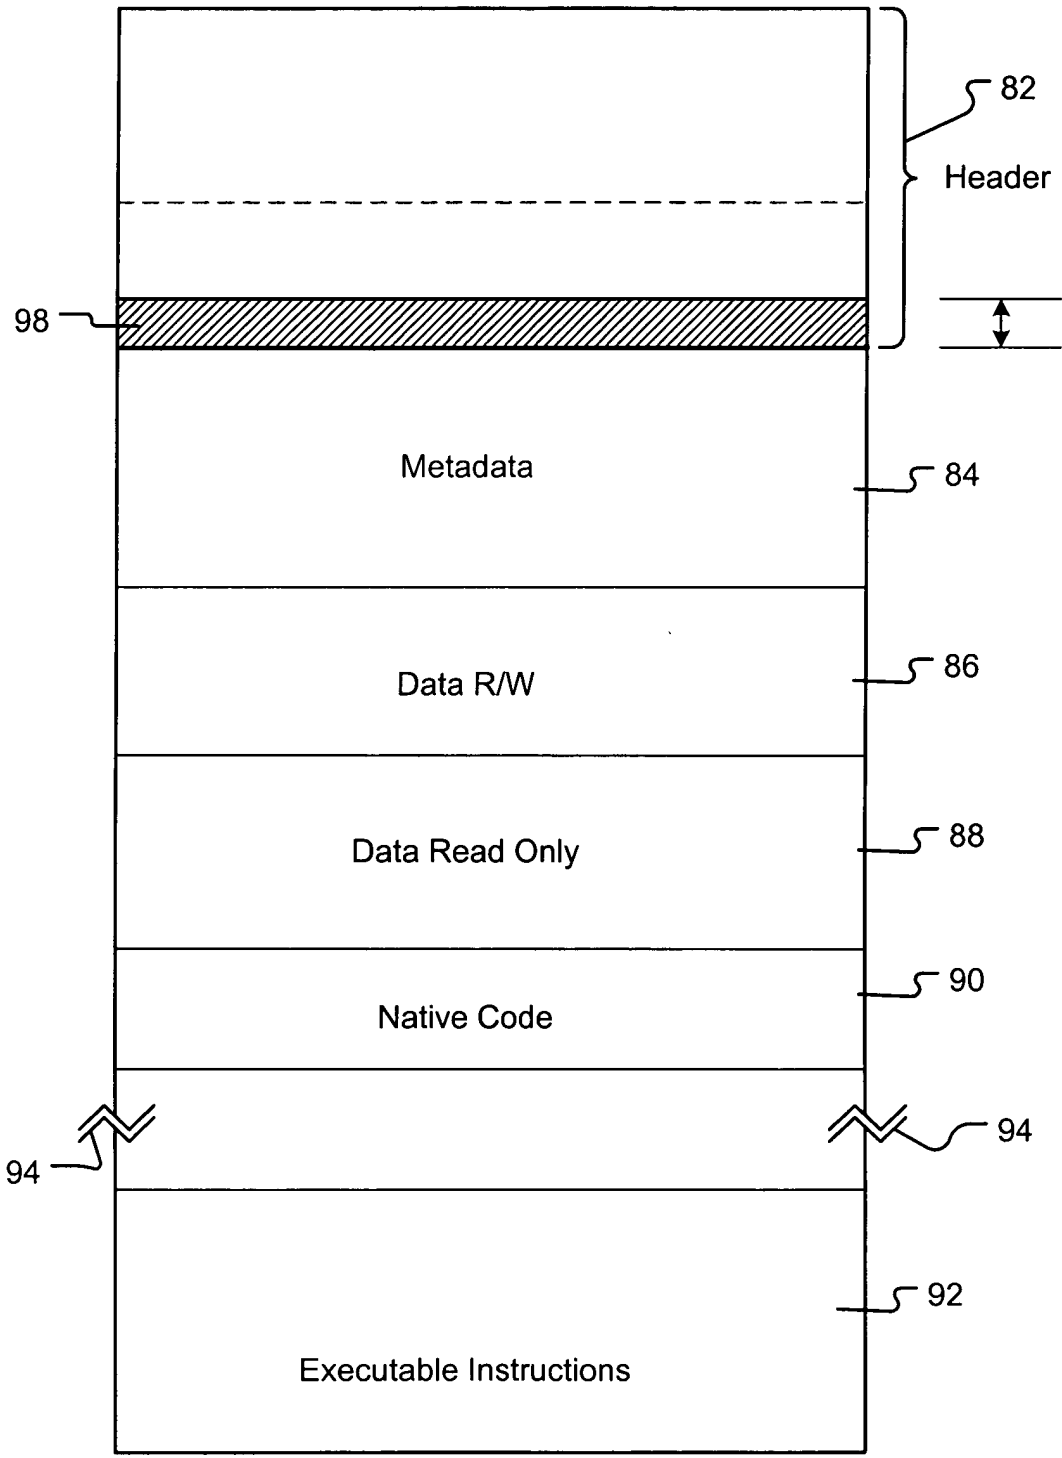 82
Header
98
Metadata
84
Data R/W
86
Data Read Only
88
Native Code
90
94
94
Executable Instructions
92